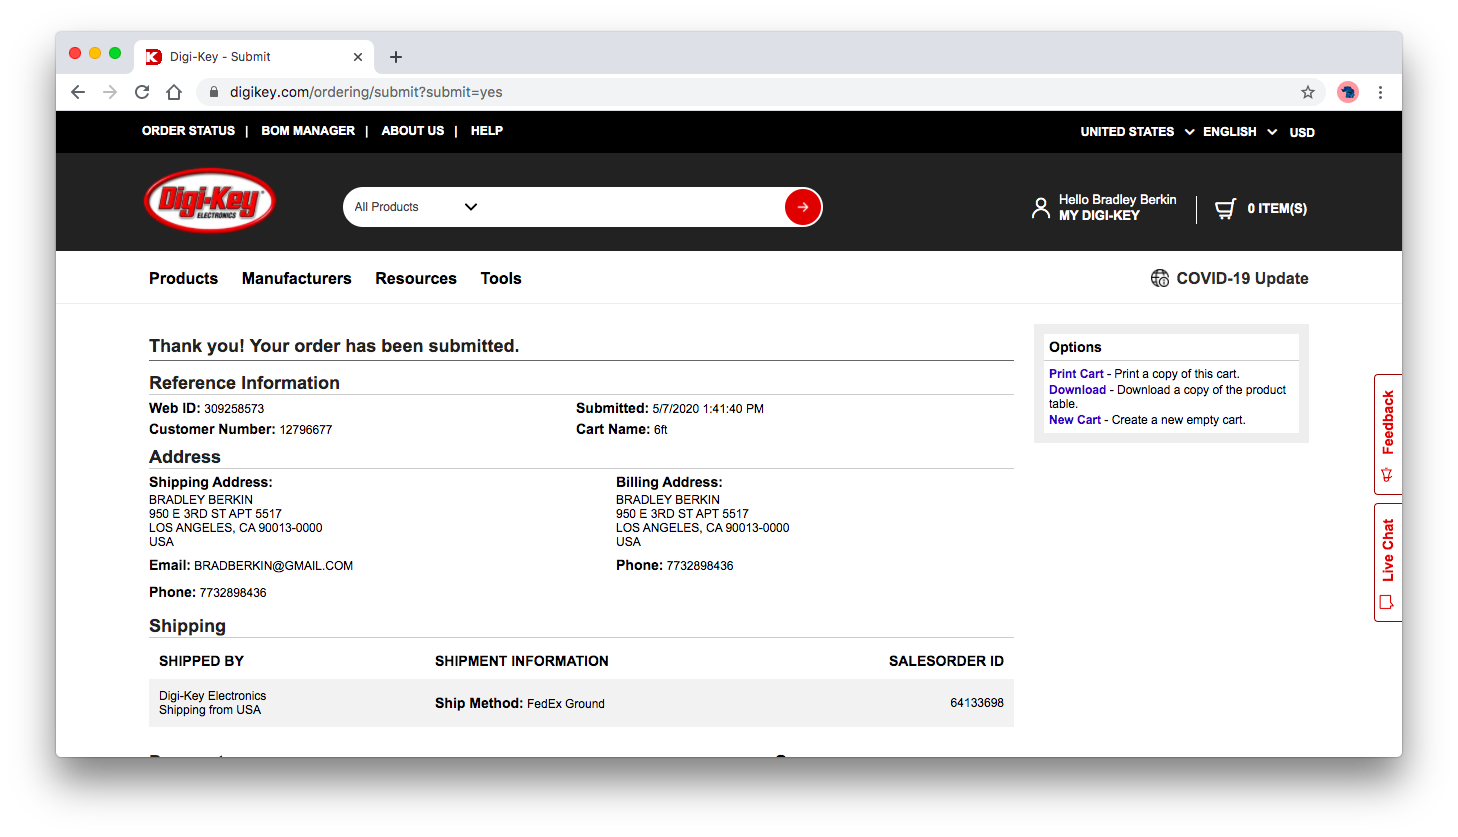 Digi-Key - Submit
digikey.com/ordering/submit?submit=yes
ORDER STATUS | BOM MANAGER | ABOUT US | HELP
UNITED STATES ENGLISH USD
Digi-Key
ELECTRONICS
All Products
Hello Bradley Berkin
MY DIGI-KEY
0 ITEM(S)
Products Manufacturers Resources Tools
COVID-19 Update
Thank you! Your order has been submitted.
Reference Information
Web ID: 309258573
Submitted: 5/7/2020 1:41:40 PM
Customer Number: 12796677
Cart Name: 6ft
Address
Shipping Address:
BRADLEY BERKIN
950 E 3RD ST APT 5517
LOS ANGELES, CA 90013-0000
USA
Email: BRADBERKIN@GMAIL.COM
Phone: 7732898436
Billing Address:
BRADLEY BERKIN
950 E 3RD ST APT 5517
LOS ANGELES, CA 90013-0000
USA
Phone: 7732898436
Shipping
SHIPPED BY SHIPMENT INFORMATION SALESORDER ID
Digi-Key Electronics
Shipping from USA
Ship Method: FedEx Ground
64133698
Options
Print Cart - Print a copy of this cart.
Download - Download a copy of the product
table.
New Cart - Create a new empty cart.
Feedback
Live Chat